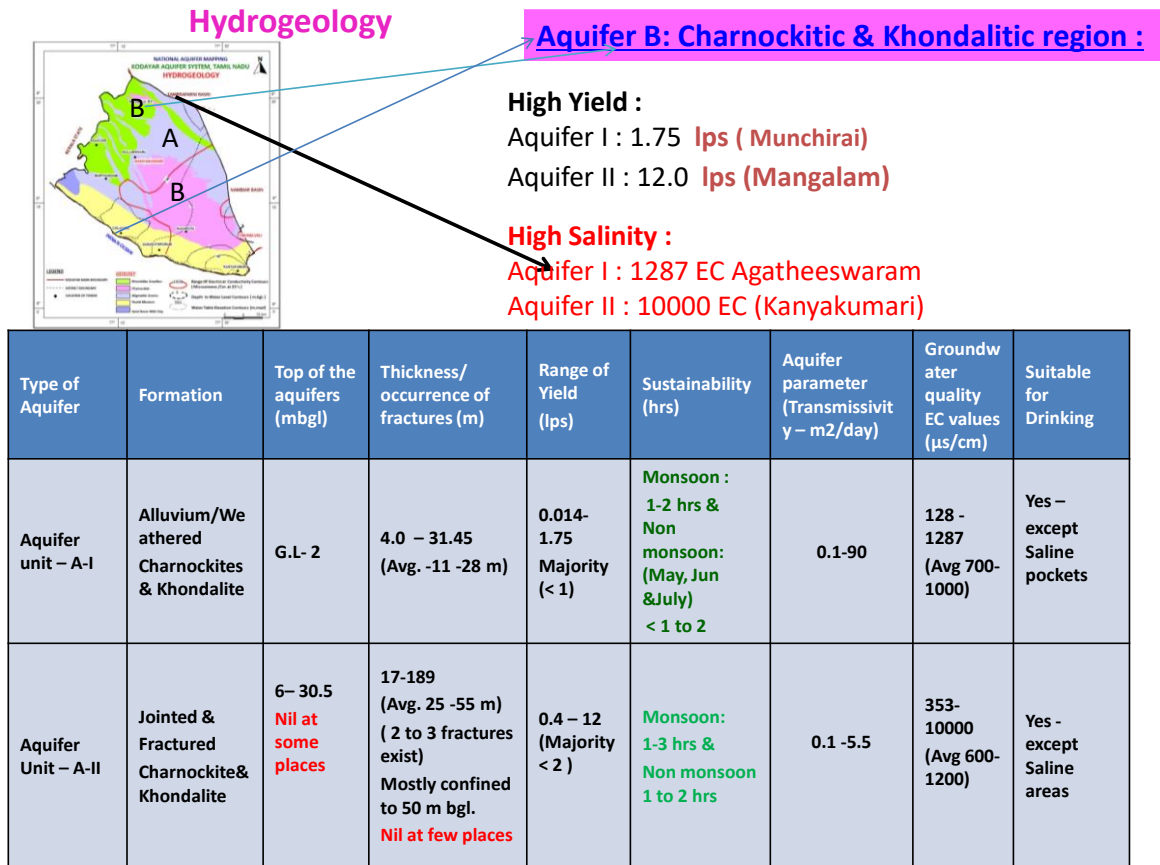 Hydrogeology
Aquifer B: Charnockitic & Khondalitic region :
NATIONAL AQUIFER MAPPING
KODAYAR AQUIFER SYSTEM, TAMIL NADU
HYDROGEOLOGY
N
B
A
B
High Yield :
Aquifer I : 1.75 lps ( Munchirai)
Aquifer II : 12.0 lps (Mangalam)
High Salinity :
Aquifer I : 1287 EC Agatheeswaram
Aquifer II : 10000 EC (Kanyakumari)
LEGEND
GEOLOGY
Type of
Aquifer
Formation
Top of the
aquifers
(mbgl)
Thickness/
occurrence of
fractures (m)
Range of
Yield
(lps)
Sustainability
(hrs)
Aquifer
parameter
(Transmissivit
y – m2/day)
Groundw
ater
quality
EC values
(µs/cm)
Suitable
for
Drinking
Aquifer
unit – A-I
Alluvium/We
athered
Charnockites
& Khondalite
G.L- 2
4.0 – 31.45
(Avg. -11 -28 m)
0.014-
1.75
Majority
(< 1)
Monsoon :
1-2 hrs &
Non
monsoon:
(May, Jun
&July)
< 1 to 2
0.1-90
128 -
1287
(Avg 700-
1000)
Yes –
except
Saline
pockets
Aquifer
Unit – A-II
Jointed &
Fractured
Charnockite&
Khondalite
6– 30.5
Nil at
some
places
17-189
(Avg. 25 -55 m)
( 2 to 3 fractures
exist)
Mostly confined
to 50 m bgl.
Nil at few places
0.4 – 12
(Majority
< 2 )
Monsoon:
1-3 hrs &
Non monsoon
1 to 2 hrs
0.1 -5.5
353-
10000
(Avg 600-
1200)
Yes -
except
Saline
areas